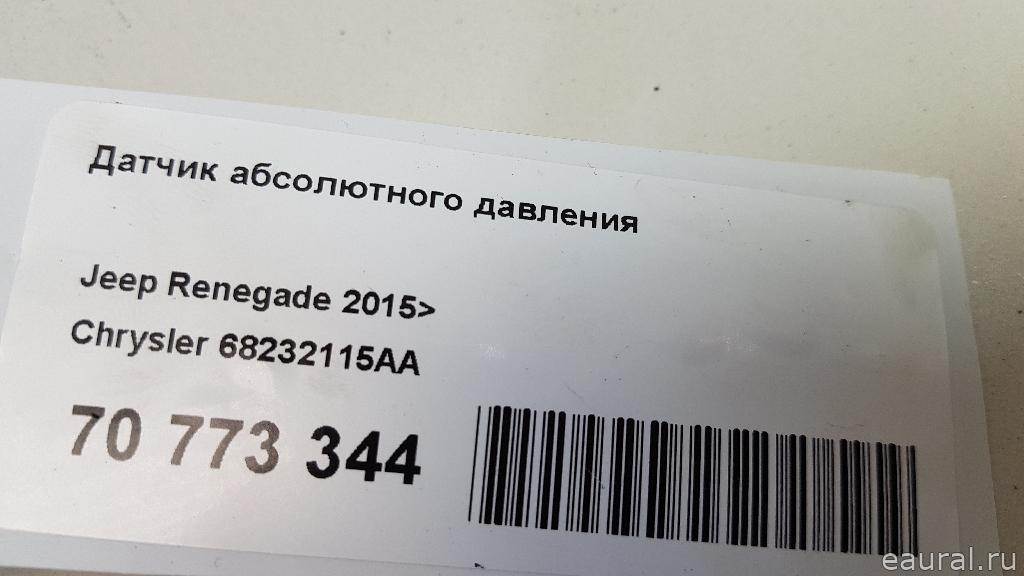 Датчик абсолютного давления
Jeep Renegade 2015>
Chrysler 68232115AA
70 773 344
eaural.ru